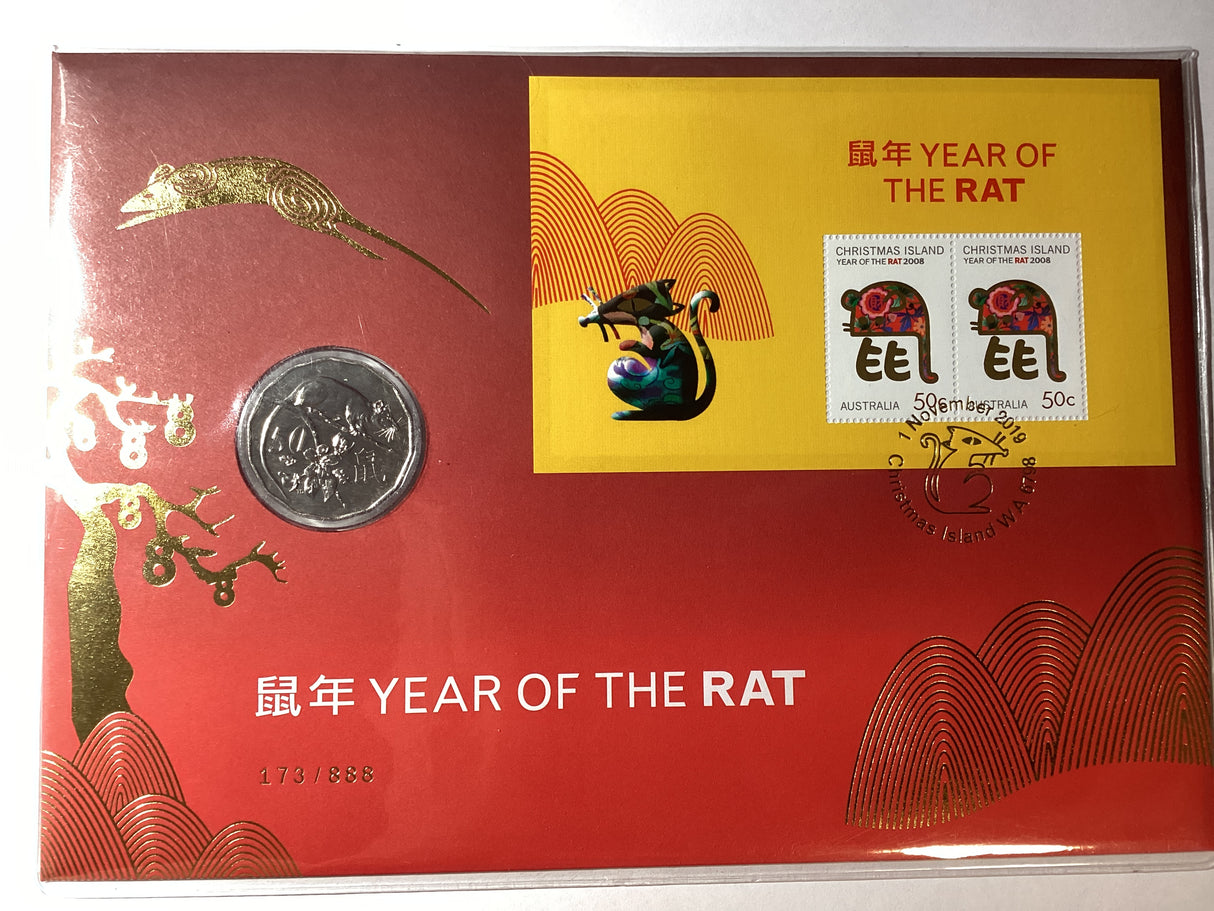 鼠年 YEAR OF
THE RAT
CHRISTMAS ISLAND
YEAR OF THE RAT 2008
AUSTRALIA 50c
CHRISTMAS ISLAND
YEAR OF THE RAT 2008
AUSTRALIA 50c
1 November 2019
Christmas Island WA 6798
50
鼠
鼠年 YEAR OF THE RAT
173/888